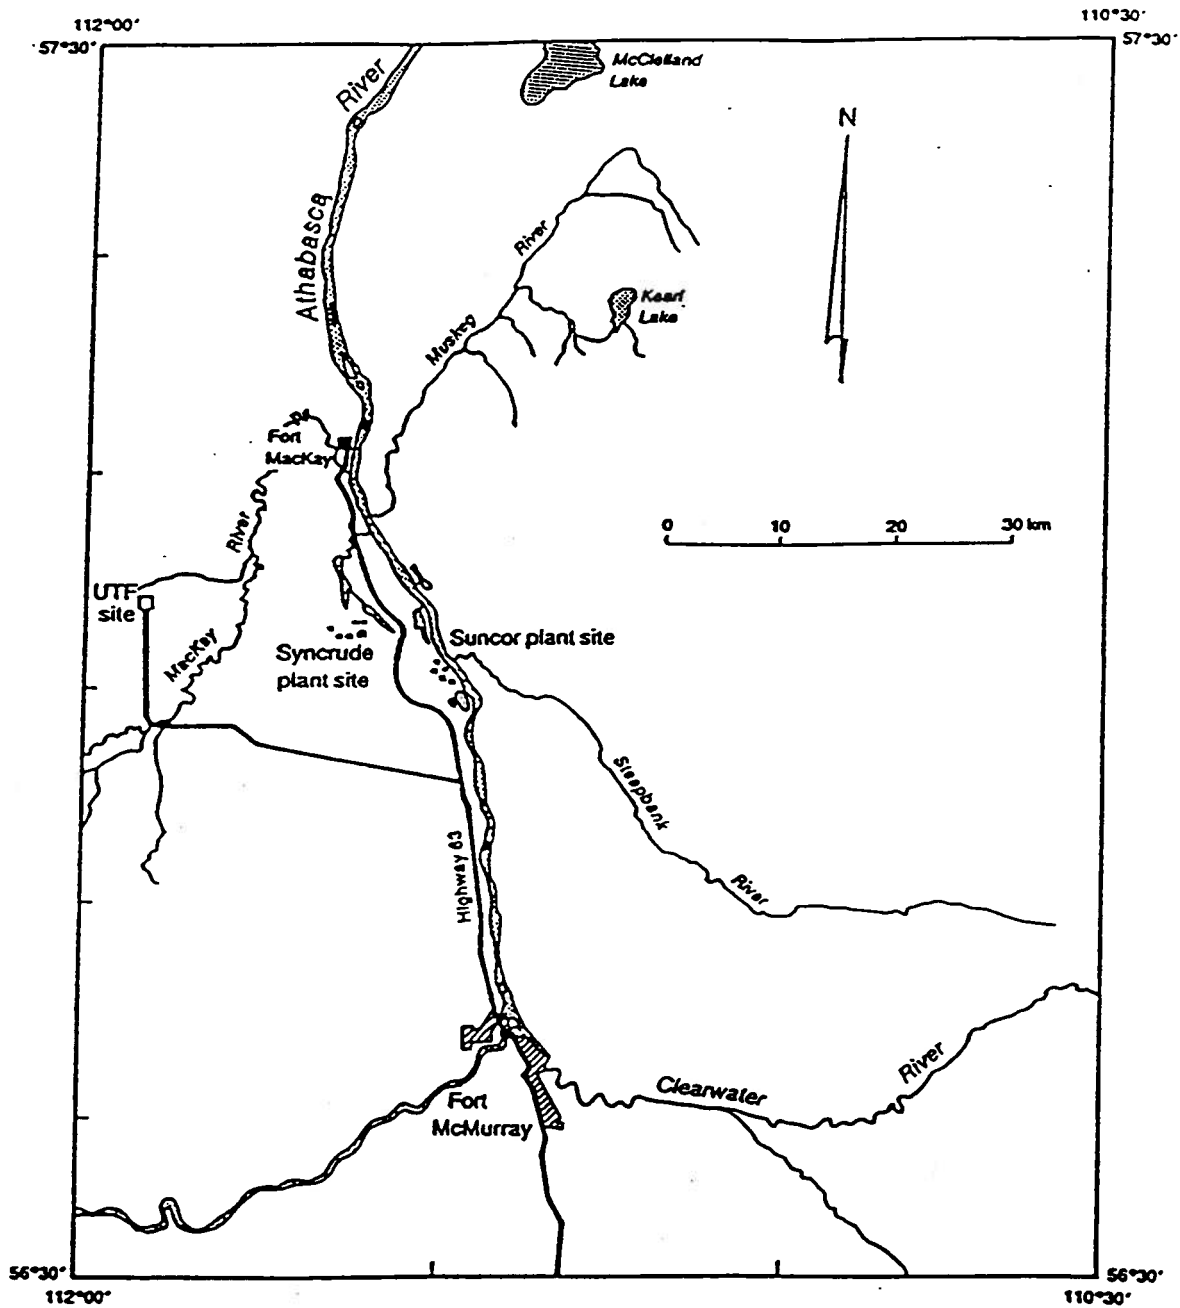 112°00'
110°30'
57°30'
57°30'
McClelland
Lake
River
N
Athabasca
River
Kearl
Lake
Muskeg
Fort
MacKay
0 10 20 30 km
River
UTF
site
Suncor plant site
MacKay
Syncrude
plant site
Steepbank
Highway 63
River
River
Clearwater
Fort
McMurray
56°30'
56°30'
112°00'
110°30'